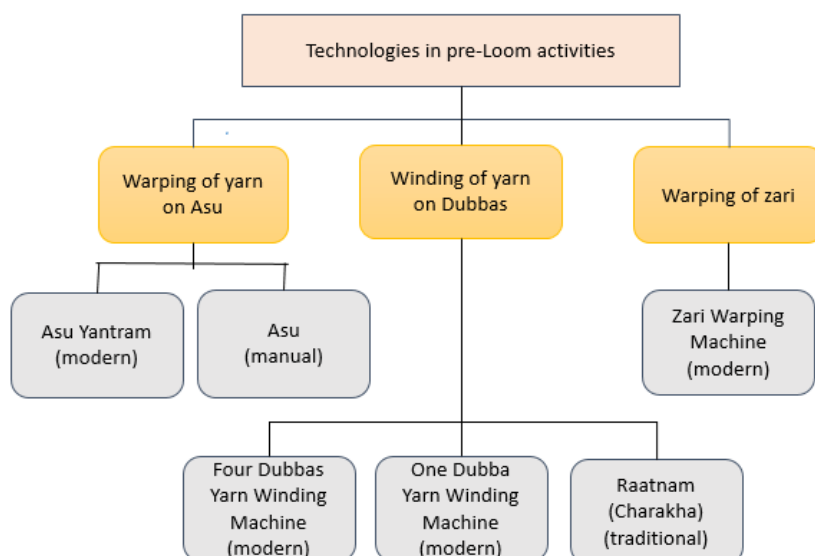 Technologies in pre-Loom activities
Warping of yarn
on Asu
Winding of yarn
on Dubbas
Warping of zari
Asu Yantram
(modern)
Asu
(manual)
Zari Warping
Machine
(modern)
Four Dubbas
Yarn Winding
Machine
(modern)
One Dubba
Yarn Winding
Machine
(modern)
Raatnam
(Charakha)
(traditional)